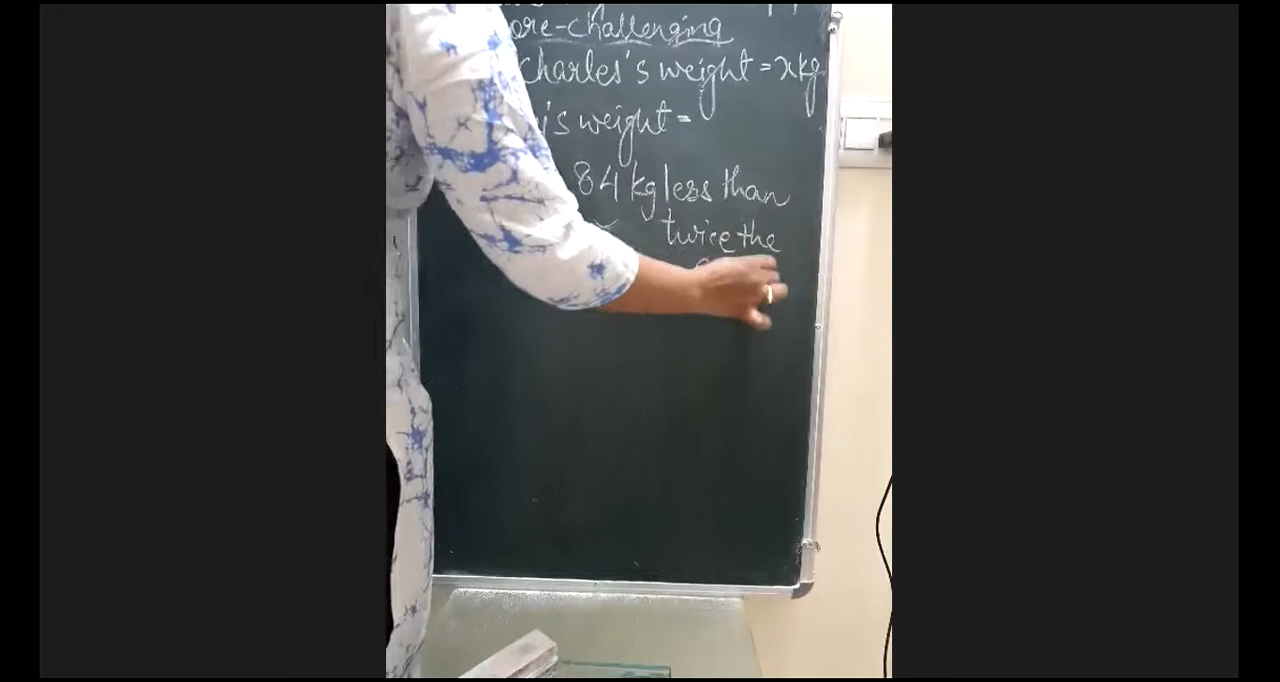 ore-challenging
Charles's weight = x kg
's weight =
84 kg less than
twice the